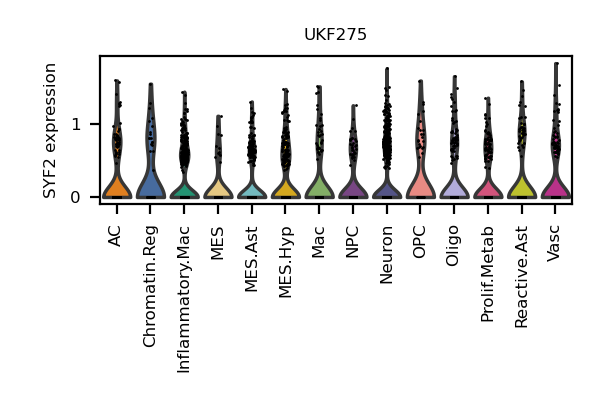 UKF275
SYF2 expression
1
0
AC
Chromatin.Reg
Inflammatory.Mac
MES
MES.Ast
MES.Hyp
Mac
NPC
Neuron
OPC
Oligo
Prolif.Metab
Reactive.Ast
Vasc